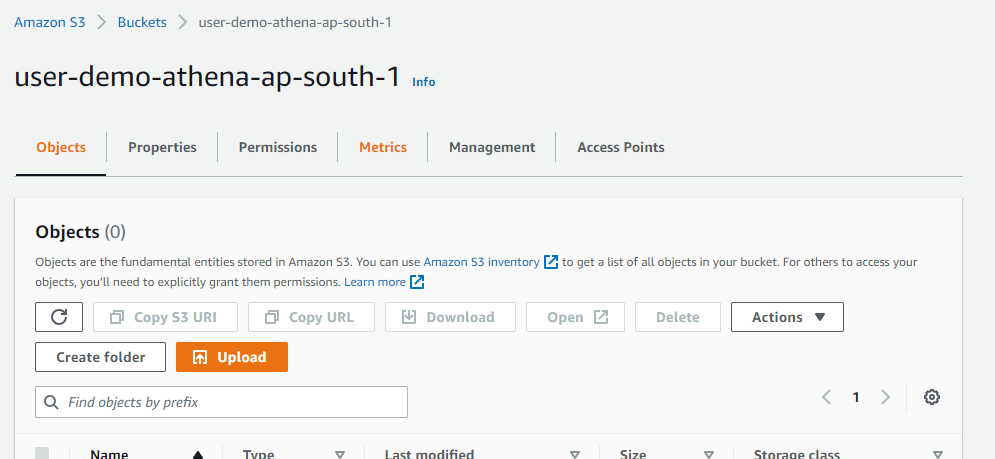 Amazon S3 > Buckets > user-demo-athena-ap-south-1
user-demo-athena-ap-south-1 Info
Objects Properties Permissions Metrics Management Access Points
Objects (0)
Objects are the fundamental entities stored in Amazon S3. You can use Amazon S3 inventory to get a list of all objects in your bucket. For others to access your
objects, you'll need to explicitly grant them permissions. Learn more
Copy S3 URI Copy URL Download Open Delete Actions
Create folder Upload
Find objects by prefix 1
Name Type Last modified Size Storage class